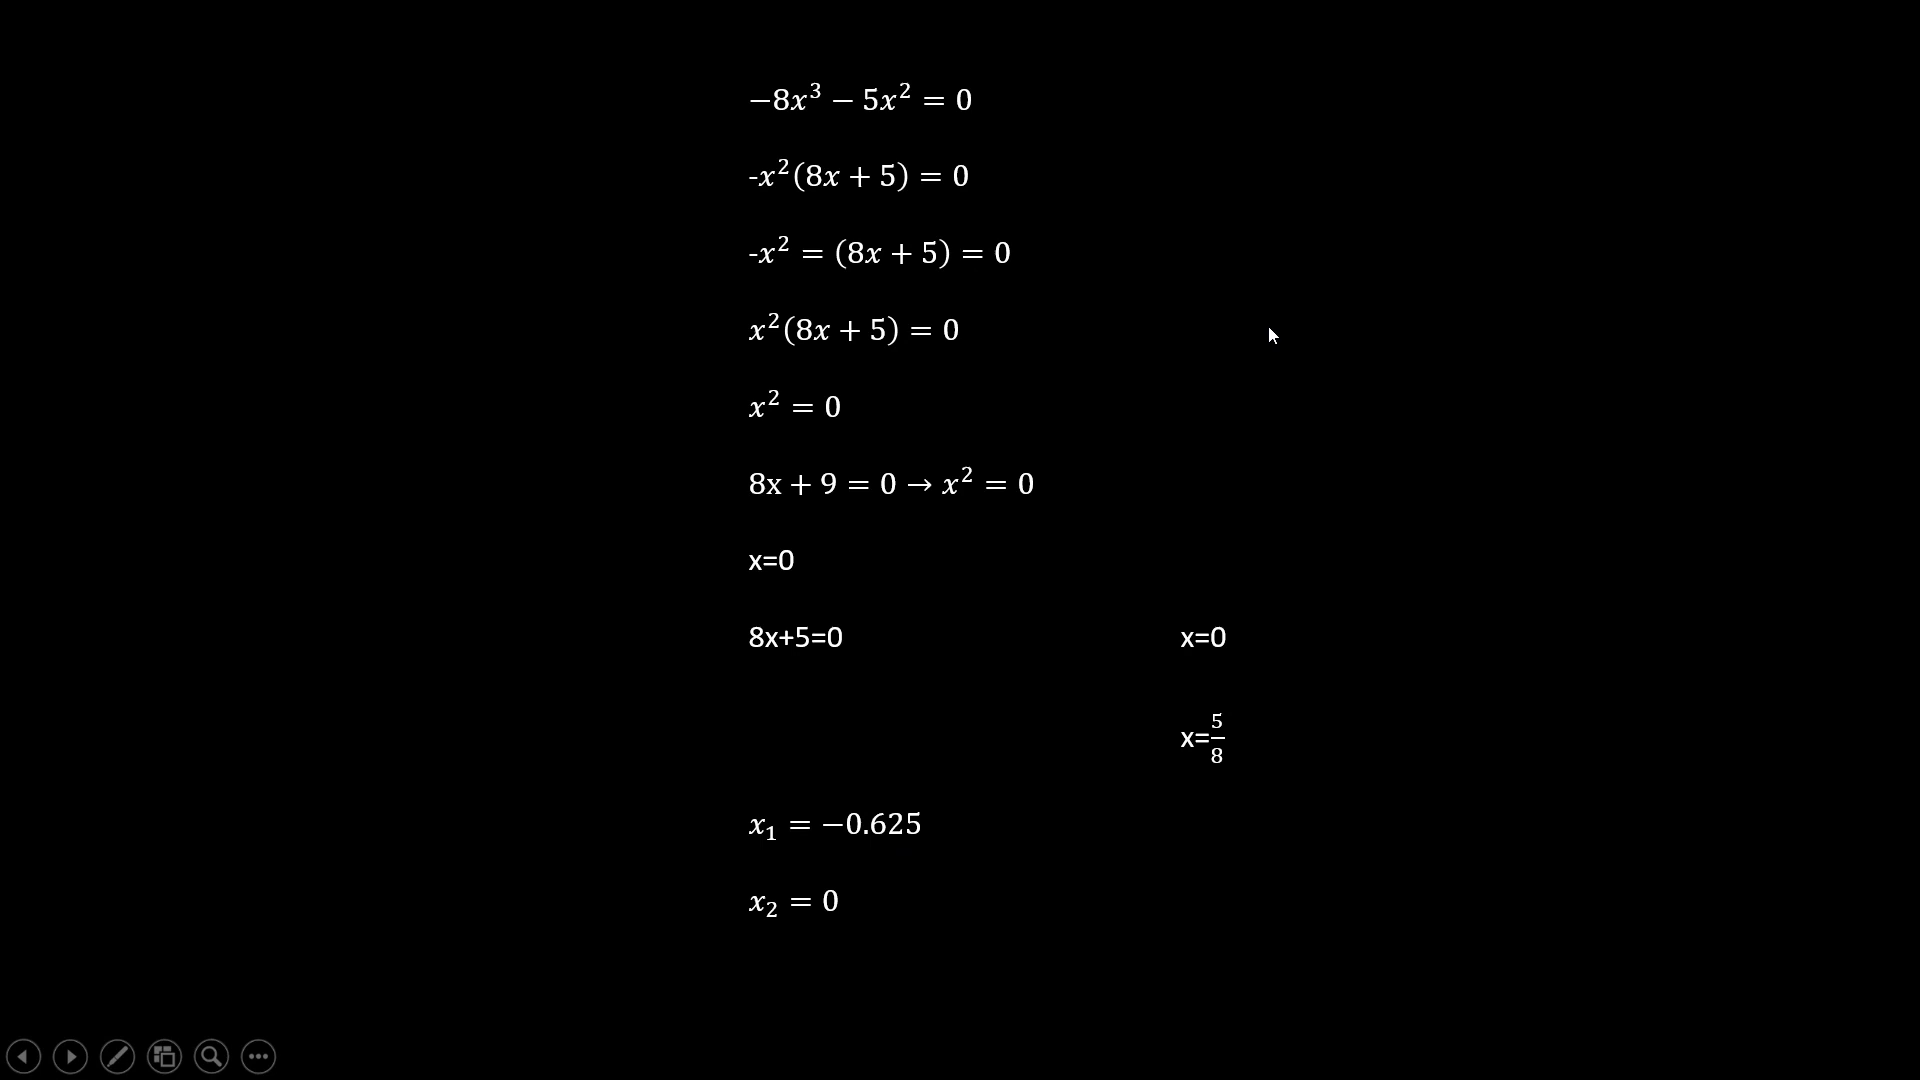 −8x³ − 5x² = 0
-x²(8x + 5) = 0
-x² = (8x + 5) = 0
x²(8x + 5) = 0
x² = 0
8x + 9 = 0 → x² = 0
x=0
8x+5=0 x=0
x=5/8
x₁ = −0.625
x₂ = 0